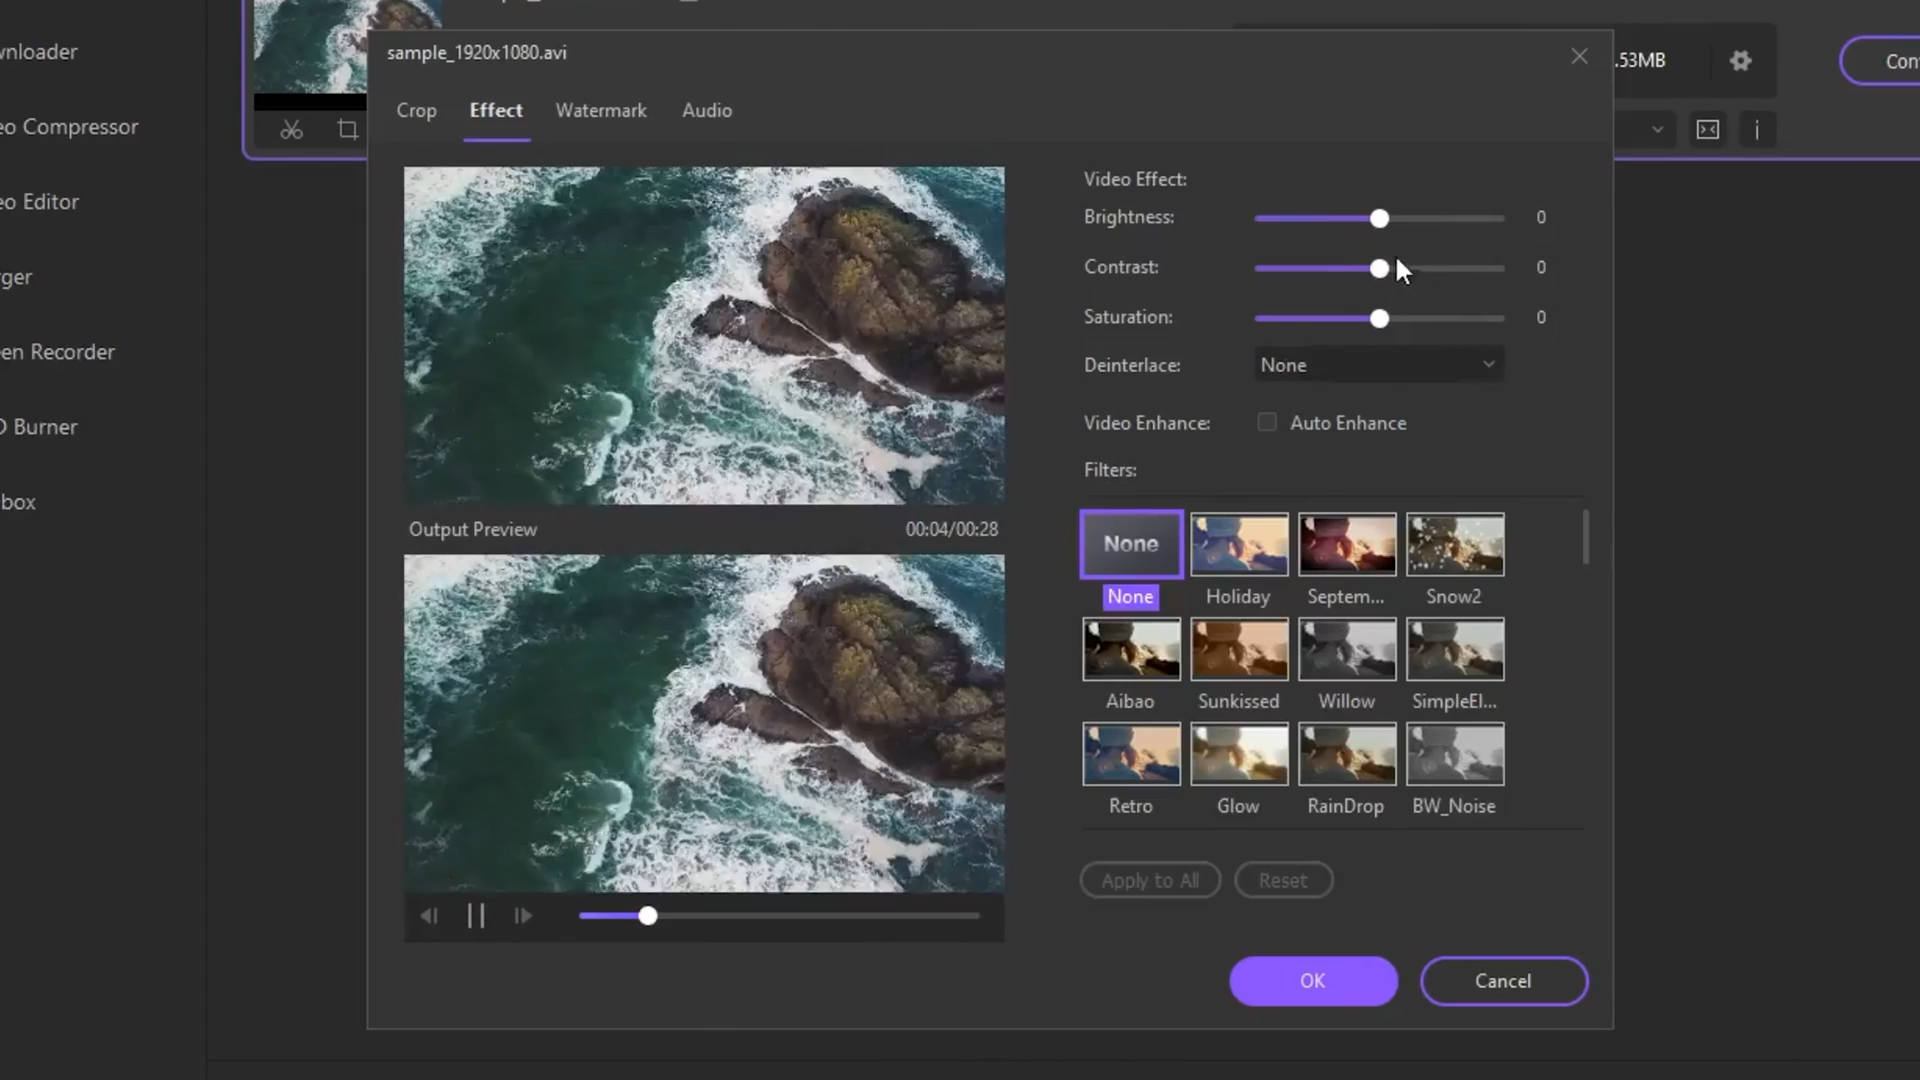 wnloader
eo Compressor
eo Editor
rger
en Recorder
D Burner
box
sample_1920x1080.avi
.53MB
Con
Crop
Effect
Watermark
Audio
Video Effect:
Brightness:
0
Contrast:
0
Saturation:
0
Deinterlace:
None
Video Enhance:
Auto Enhance
Filters:
Output Preview
00:04/00:28
None
None
Holiday
Septem...
Snow2
Aibao
Sunkissed
Willow
SimpleEl...
Retro
Glow
RainDrop
BW_Noise
Apply to All
Reset
OK
Cancel